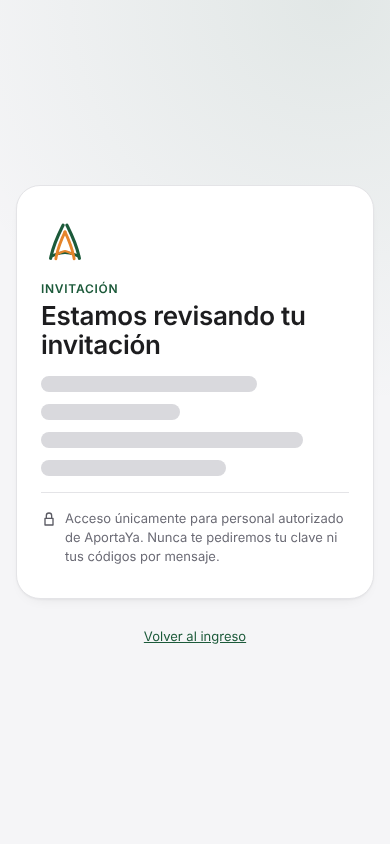 INVITACIÓN
Estamos revisando tu
invitación
Acceso únicamente para personal autorizado
de AportaYa. Nunca te pediremos tu clave ni
tus códigos por mensaje.
Volver al ingreso